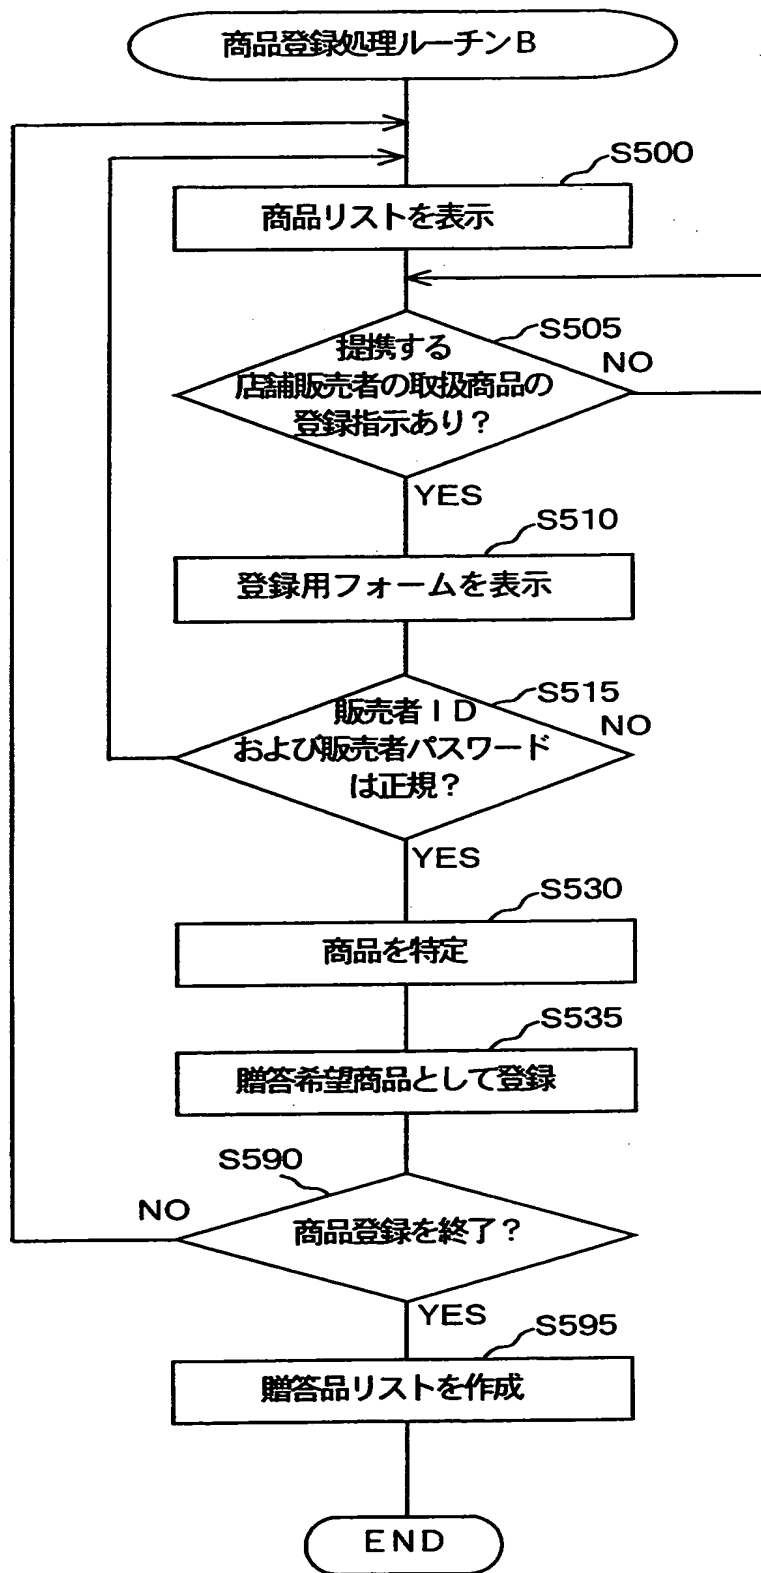 商品登録処理ルーチンB
S500
商品リストを表示
S505
提携する
店舗販売者の取扱商品の
登録指示あり？
NO
YES
S510
登録用フォームを表示
S515
販売者ID
および販売者パスワード
は正規？
NO
YES
S530
商品を特定
S535
贈答希望商品として登録
S590
NO
商品登録を終了？
YES
S595
贈答品リストを作成
END